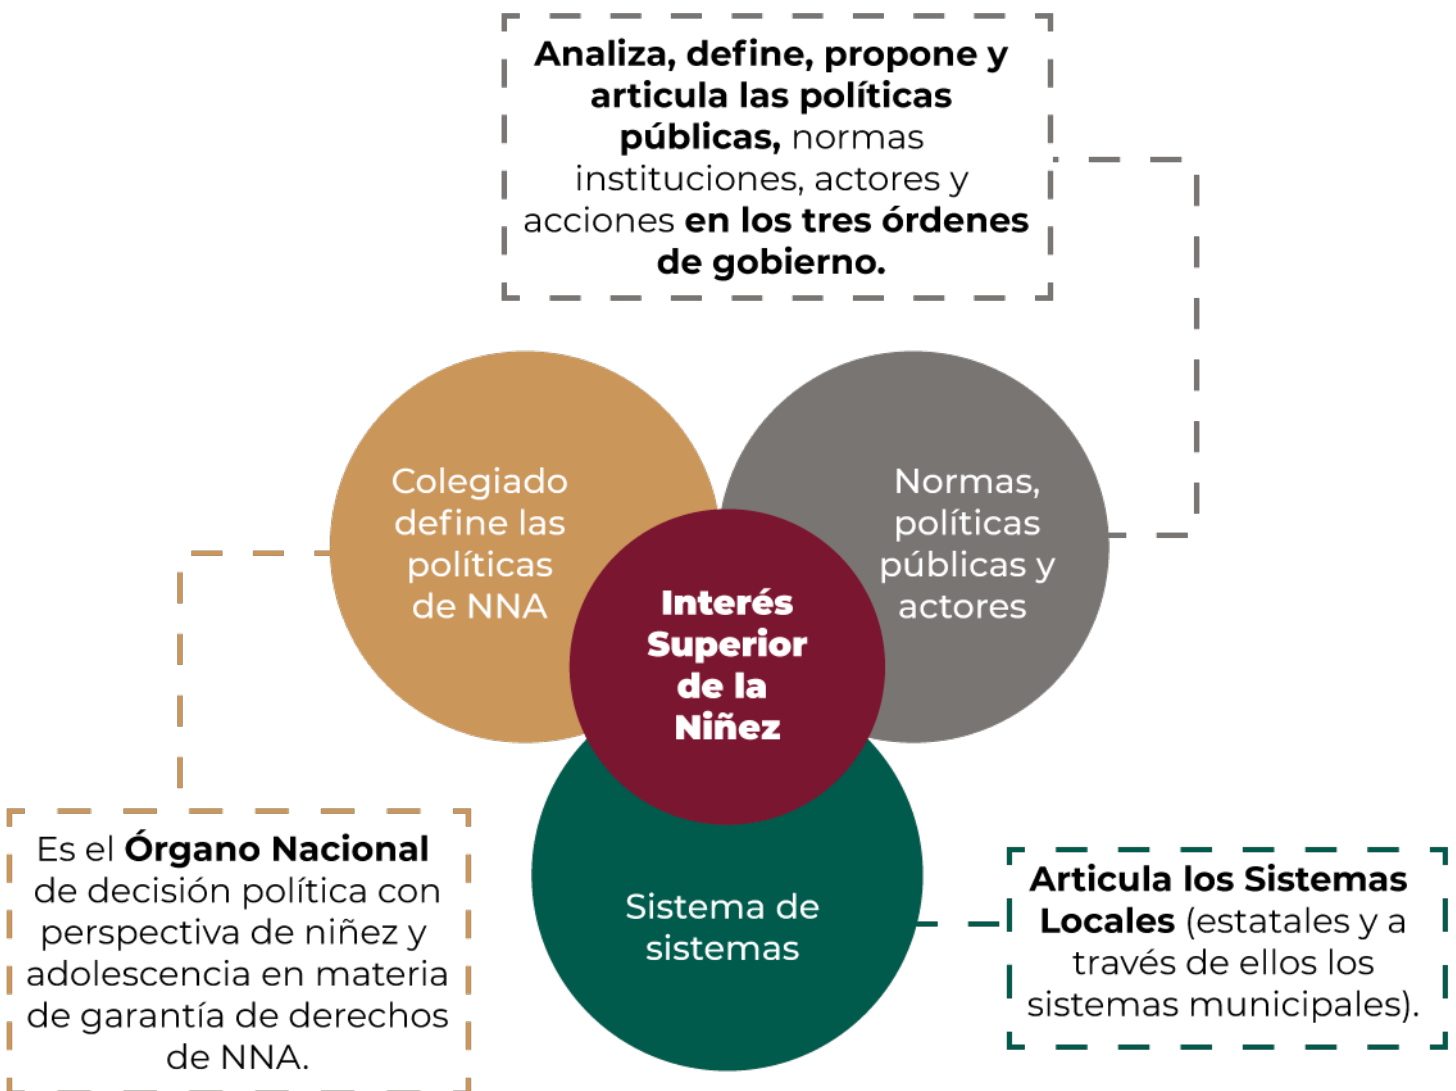 Analiza, define, propone y
articula las políticas
públicas, normas
instituciones, actores y
acciones en los tres órdenes
de gobierno.
Colegiado
define las
políticas
de NNA
Normas,
políticas
públicas y
actores
Interés
Superior
de la
Niñez
Sistema de
sistemas
Es el Órgano Nacional
de decisión política con
perspectiva de niñez y
adolescencia en materia
de garantía de derechos
de NNA.
Articula los Sistemas
Locales (estatales y a
través de ellos los
sistemas municipales).